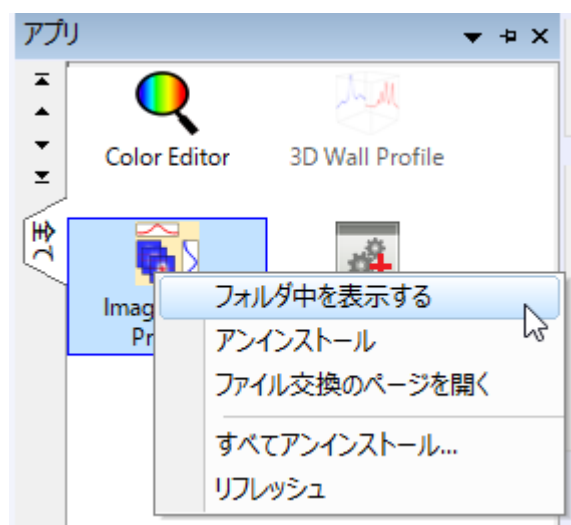 アプリ
Color Editor
3D Wall Profile
全て
Imag
Pr
フォルダ中を表示する
アンインストール
ファイル交換のページを開く
すべてアンインストール...
リフレッシュ